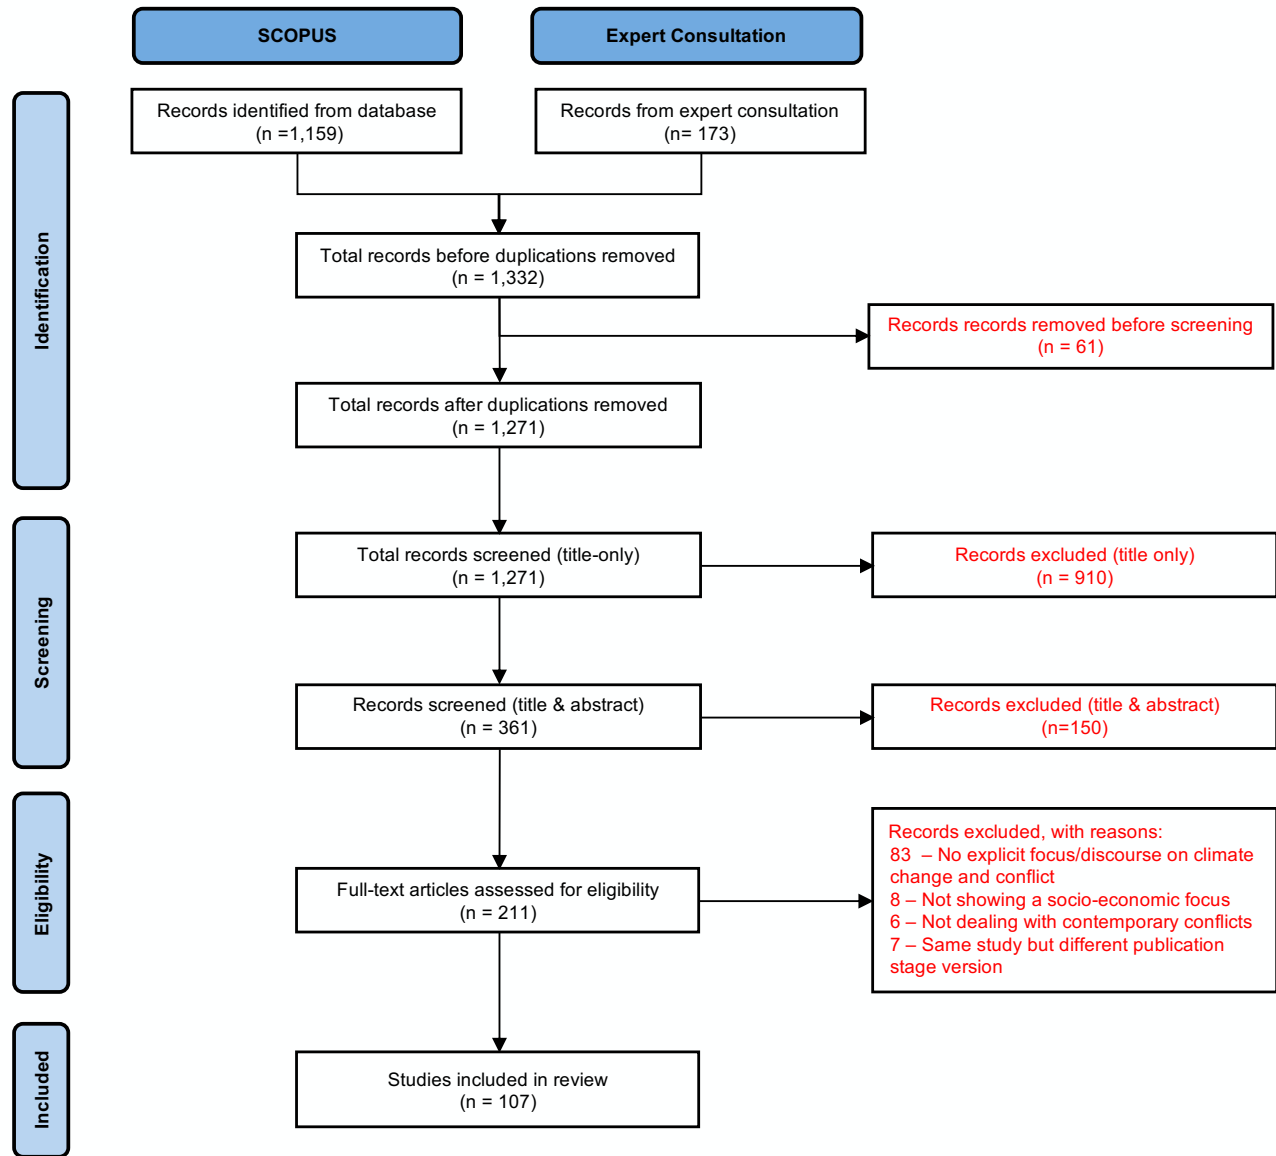 SCOPUS
Expert Consultation
Identification
Records identified from database
(n =1,159)
Records from expert consultation
(n= 173)
Total records before duplications removed
(n = 1,332)
Records records removed before screening
(n = 61)
Total records after duplications removed
(n = 1,271)
Screening
Total records screened (title-only)
(n = 1,271)
Records excluded (title only)
(n = 910)
Records screened (title & abstract)
(n = 361)
Records excluded (title & abstract)
(n=150)
Eligibility
Full-text articles assessed for eligibility
(n = 211)
Records excluded, with reasons:
83 – No explicit focus/discourse on climate
change and conflict
8 – Not showing a socio-economic focus
6 – Not dealing with contemporary conflicts
7 – Same study but different publication
stage version
Included
Studies included in review
(n = 107)